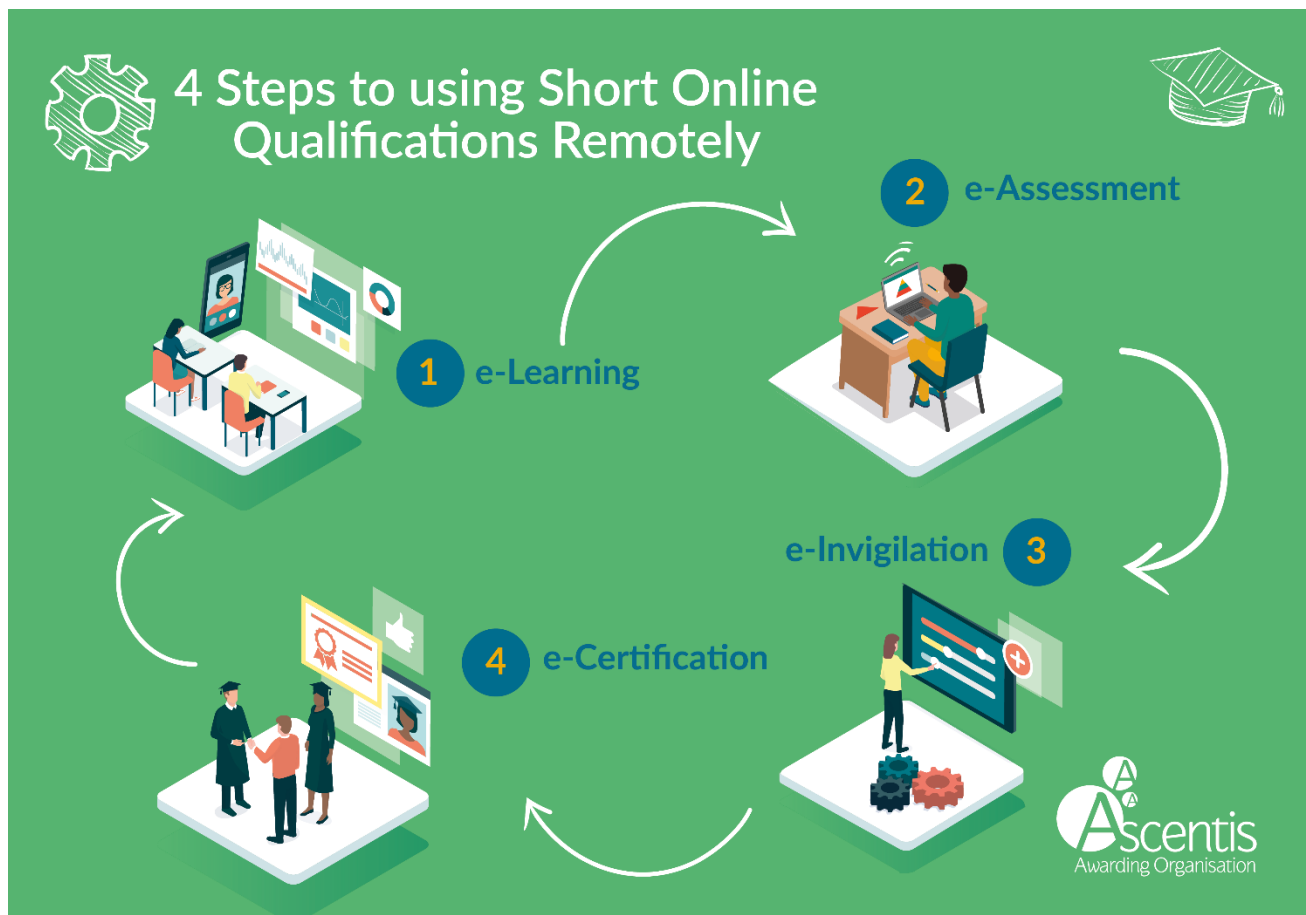 4 Steps to using Short Online
Qualifications Remotely
1 e-Learning
2 e-Assessment
e-Invigilation 3
4 e-Certification
A
A
Ascentis
Awarding Organisation